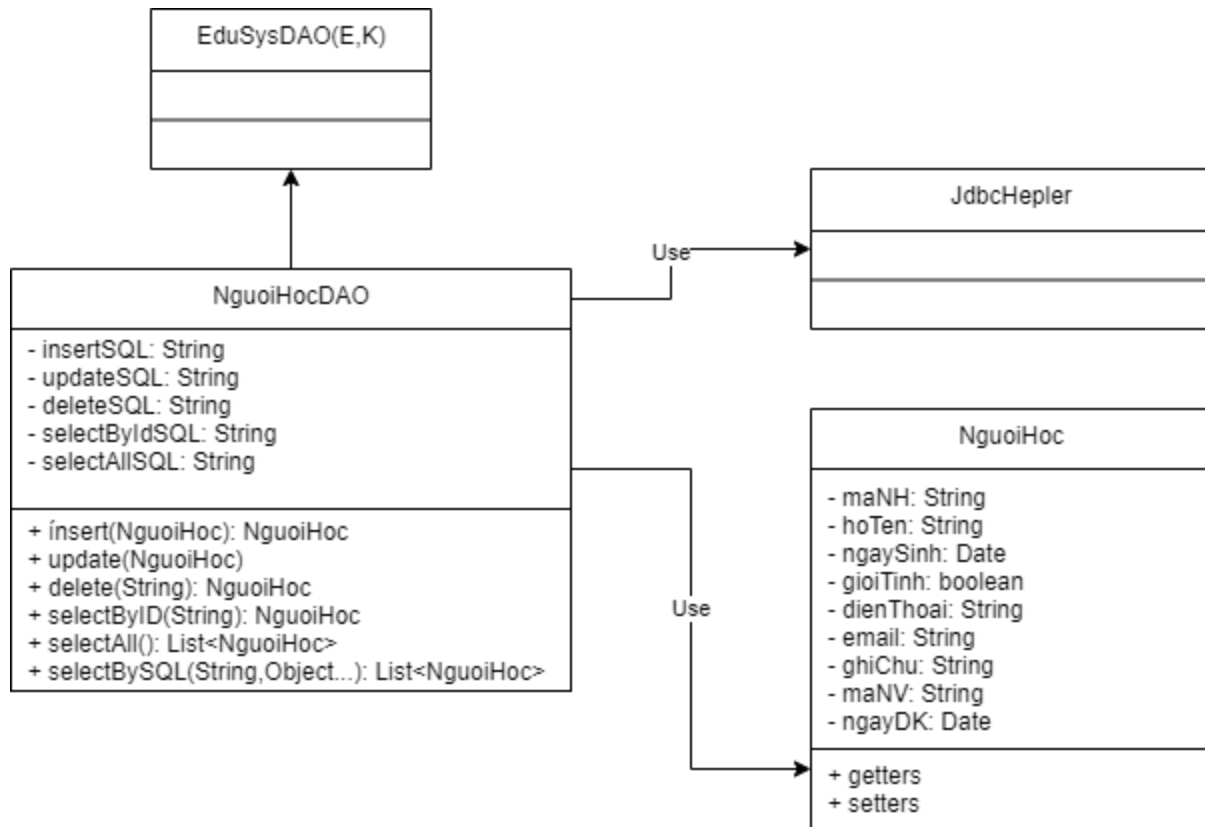 EduSysDAO(E,K)
JdbcHepler
Use
NguoiHocDAO
- insertSQL: String
- updateSQL: String
- deleteSQL: String
- selectByIdSQL: String
- selectAllSQL: String
+ ínsert(NguoiHoc): NguoiHoc
+ update(NguoiHoc)
+ delete(String): NguoiHoc
+ selectByID(String): NguoiHoc
+ selectAll(): List<NguoiHoc>
+ selectBySQL(String,Object...): List<NguoiHoc>
Use
NguoiHoc
- maNH: String
- hoTen: String
- ngaySinh: Date
- gioiTinh: boolean
- dienThoai: String
- email: String
- ghiChu: String
- maNV: String
- ngayDK: Date
+ getters
+ setters